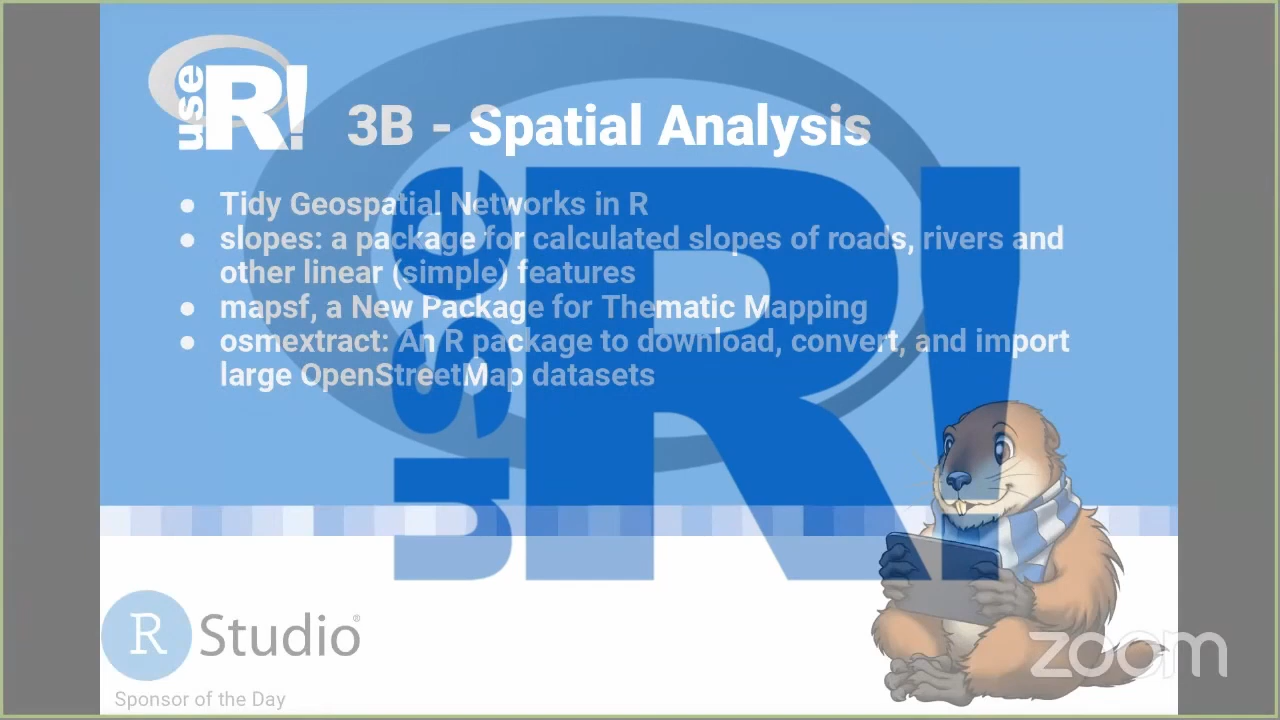 use R!
3B - Spatial Analysis
use R!
● Tidy Geospatial Networks in R
● slopes: a package for calculated slopes of roads, rivers and
other linear (simple) features
● mapsf, a New Package for Thematic Mapping
● osmextract: An R package to download, convert, and import
large OpenStreetMap datasets
R Studio®
zoom
Sponsor of the Day